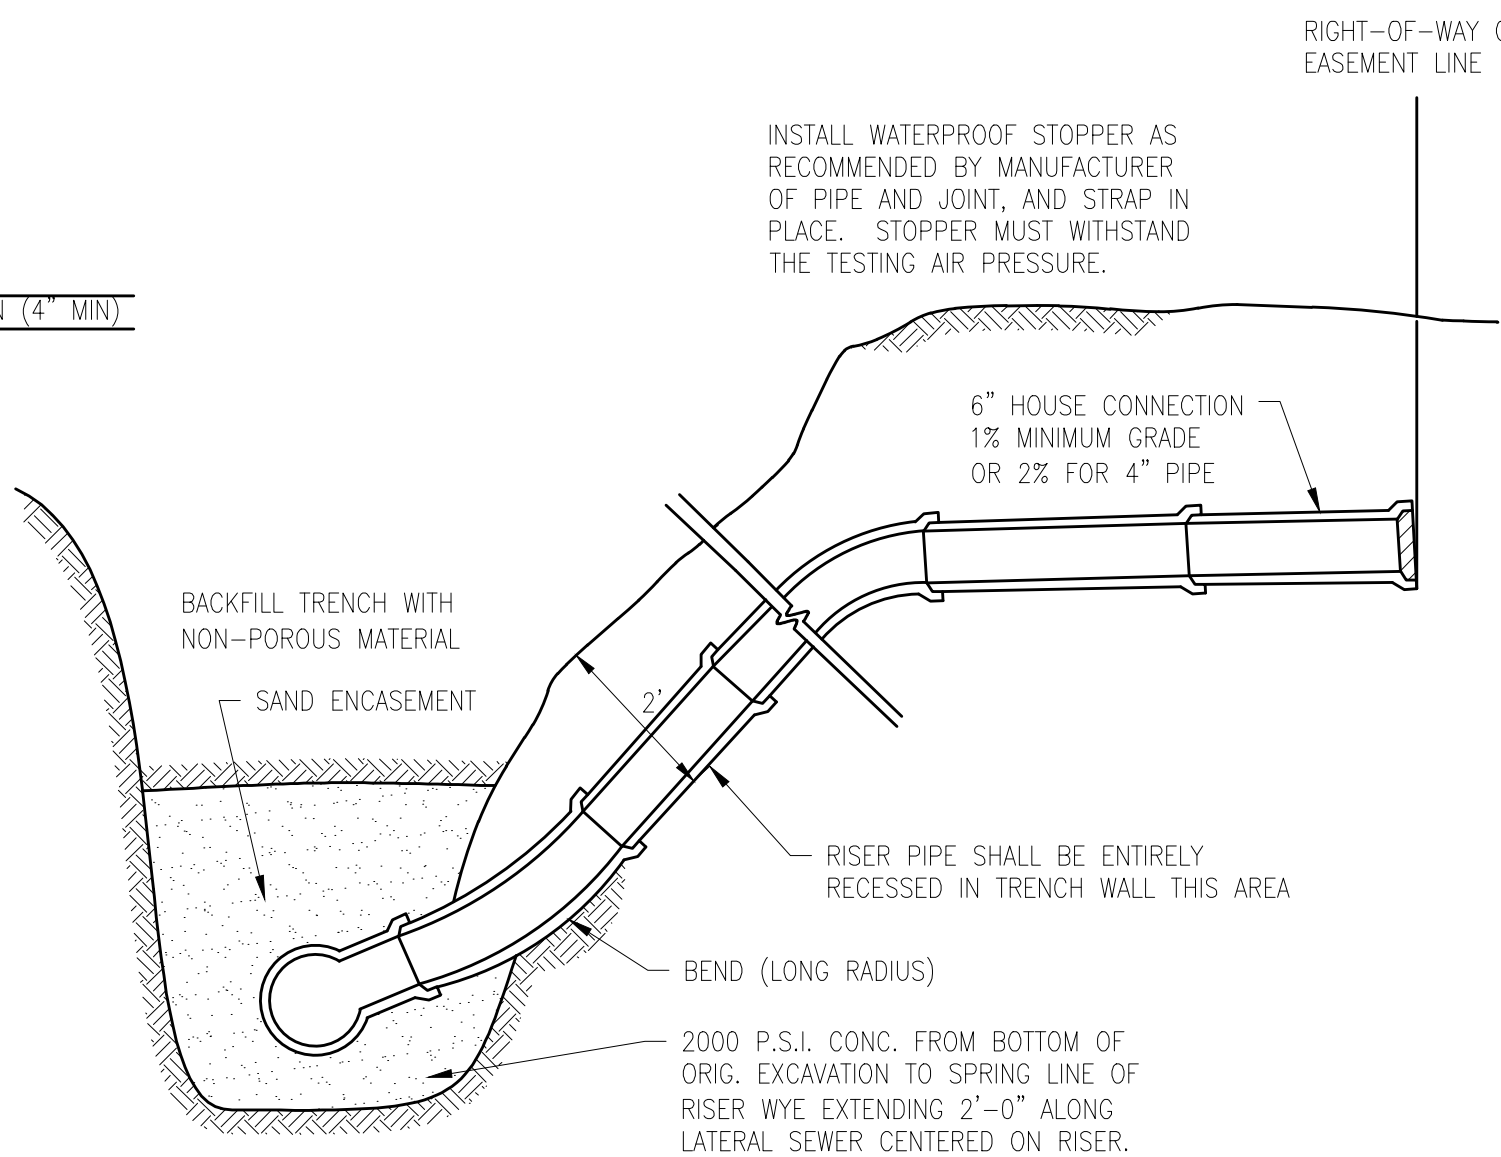 RIGHT-OF-WAY
EASEMENT LINE
INSTALL WATERPROOF STOPPER AS
RECOMMENDED BY MANUFACTURER
OF PIPE AND JOINT, AND STRAP IN
PLACE. STOPPER MUST WITHSTAND
THE TESTING AIR PRESSURE.
(4" MIN)
6" HOUSE CONNECTION
1% MINIMUM GRADE
OR 2% FOR 4" PIPE
BACKFILL TRENCH WITH
NON-POROUS MATERIAL
SAND ENCASEMENT
2'
RISER PIPE SHALL BE ENTIRELY
RECESSED IN TRENCH WALL THIS AREA
BEND (LONG RADIUS)
2000 P.S.I. CONC. FROM BOTTOM OF
ORIG. EXCAVATION TO SPRING LINE OF
RISER WYE EXTENDING 2'-0" ALONG
LATERAL SEWER CENTERED ON RISER.